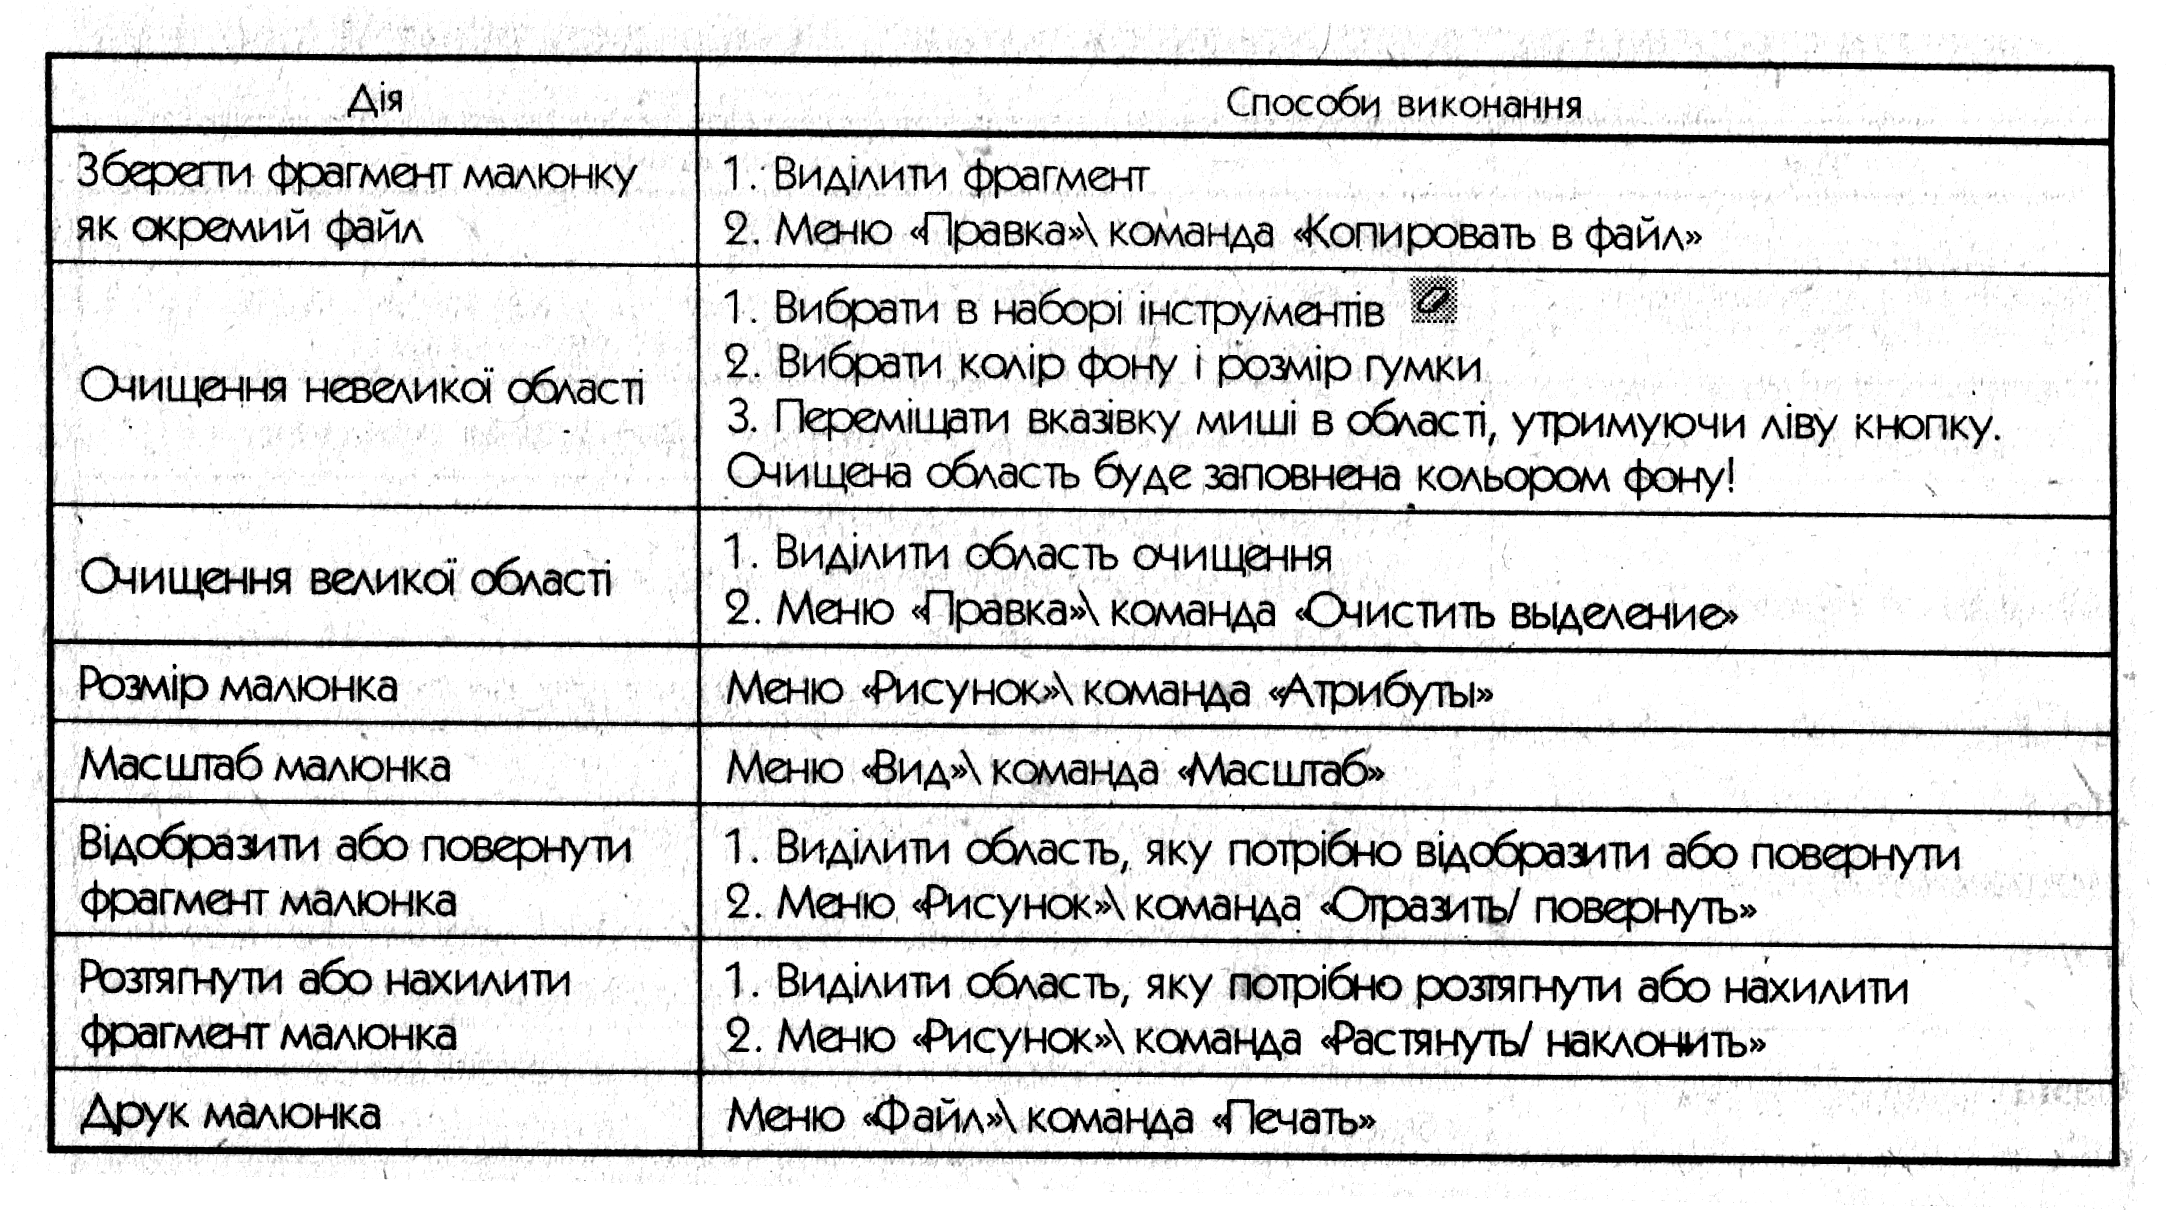 Дія
Способи виконання
Зберегти фрагмент малюнку
як окремий файл
1. Виділити фрагмент
2. Меню «Правка»\ команда «Копировать в файл»
Очищення невеликої області
1. Вибрати в наборі інструментів
2. Вибрати колір фону і розмір гумки
3. Переміщати вказівку миші в області, утримуючи ліву кнопку.
Очищена область буде заповнена кольором фону!
Очищення великої області
1. Виділити область очищення
2. Меню «Правка»\ команда «Очистить выделение»
Розмір малюнка
Меню «Рисунок»\ команда «Атрибуты»
Масштаб малюнка
Меню «Вид»\ команда «Масштаб»
Відобразити або повернути
фрагмент малюнка
1. Виділити область, яку потрібно відобразити або повернути
2. Меню «Рисунок»\ команда «Отразить/ повернуть»
Розтягнути або нахилити
фрагмент малюнка
1. Виділити область, яку потрібно розтягнути або нахилити
2. Меню «Рисунок»\ команда «Растянуть/ наклонить»
Друк малюнка
Меню «Файл»\ команда «Печать»